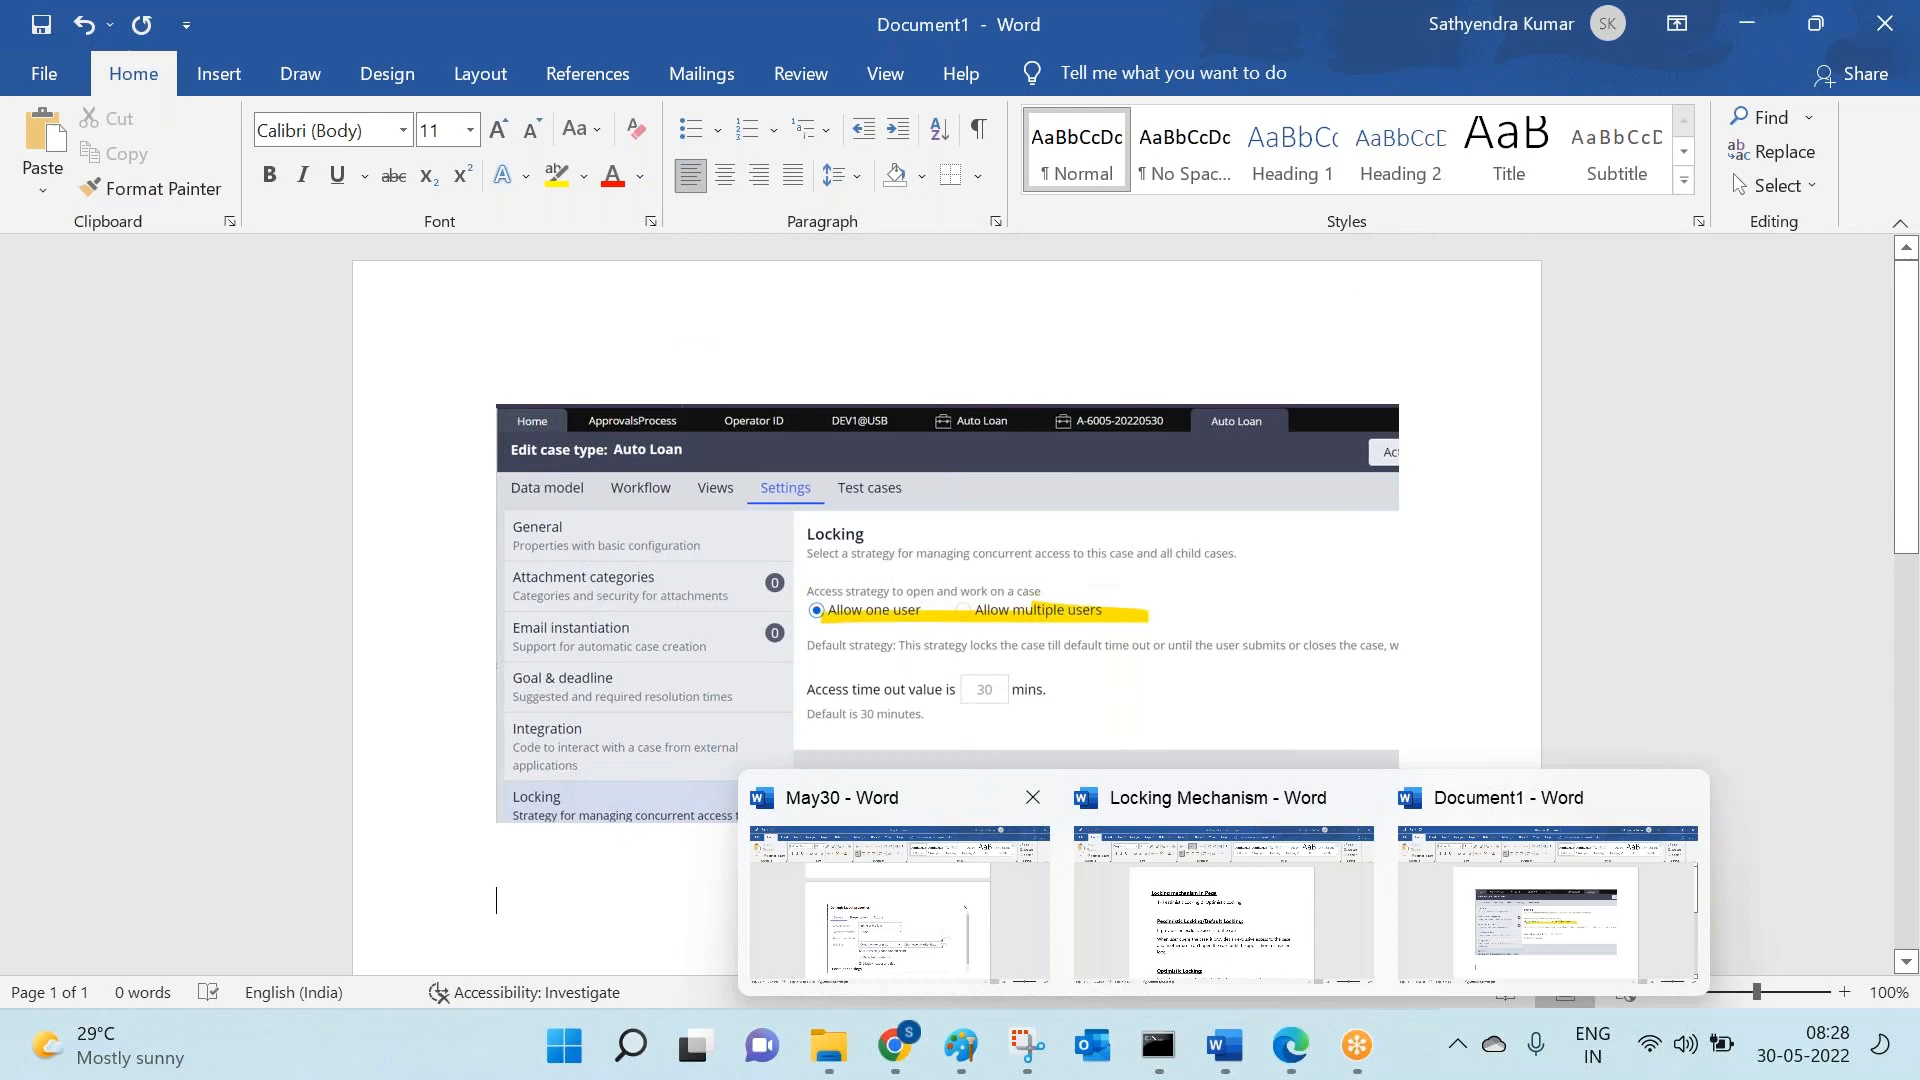 Document1 - Word
Sathyendra Kumar SK
File Home Insert Draw Design Layout References Mailings Review View Help Tell me what you want to do Share
Paste
Cut
Copy
Format Painter
Clipboard
Calibri (Body) 11
Font
Paragraph
AaBbCcDc AaBbCcDc AaBbCc AaBbCcD AaB AaBbCcD
¶ Normal ¶ No Spac... Heading 1 Heading 2 Title Subtitle
Styles
Find
Replace
Select
Editing
Home ApprovalsProcess Operator ID DEV1@USB Auto Loan A-6005-20220530 Auto Loan
Edit case type: Auto Loan
Data model Workflow Views Settings Test cases
General
Properties with basic configuration
Attachment categories 0
Categories and security for attachments
Email instantiation 0
Support for automatic case creation
Goal & deadline
Suggested and required resolution times
Integration
Code to interact with a case from external
applications
Locking
Strategy for managing concurrent access t
Locking
Select a strategy for managing concurrent access to this case and all child cases.
Access strategy to open and work on a case
Allow one user Allow multiple users
Default strategy: This strategy locks the case till default time out or until the user submits or closes the case, w
Access time out value is 30 mins.
Default is 30 minutes.
May30 - Word
Locking Mechanism - Word
Document1 - Word
Page 1 of 1 0 words English (India) Accessibility: Investigate 100%
29°C
Mostly sunny
ENG
IN
08:28
30-05-2022